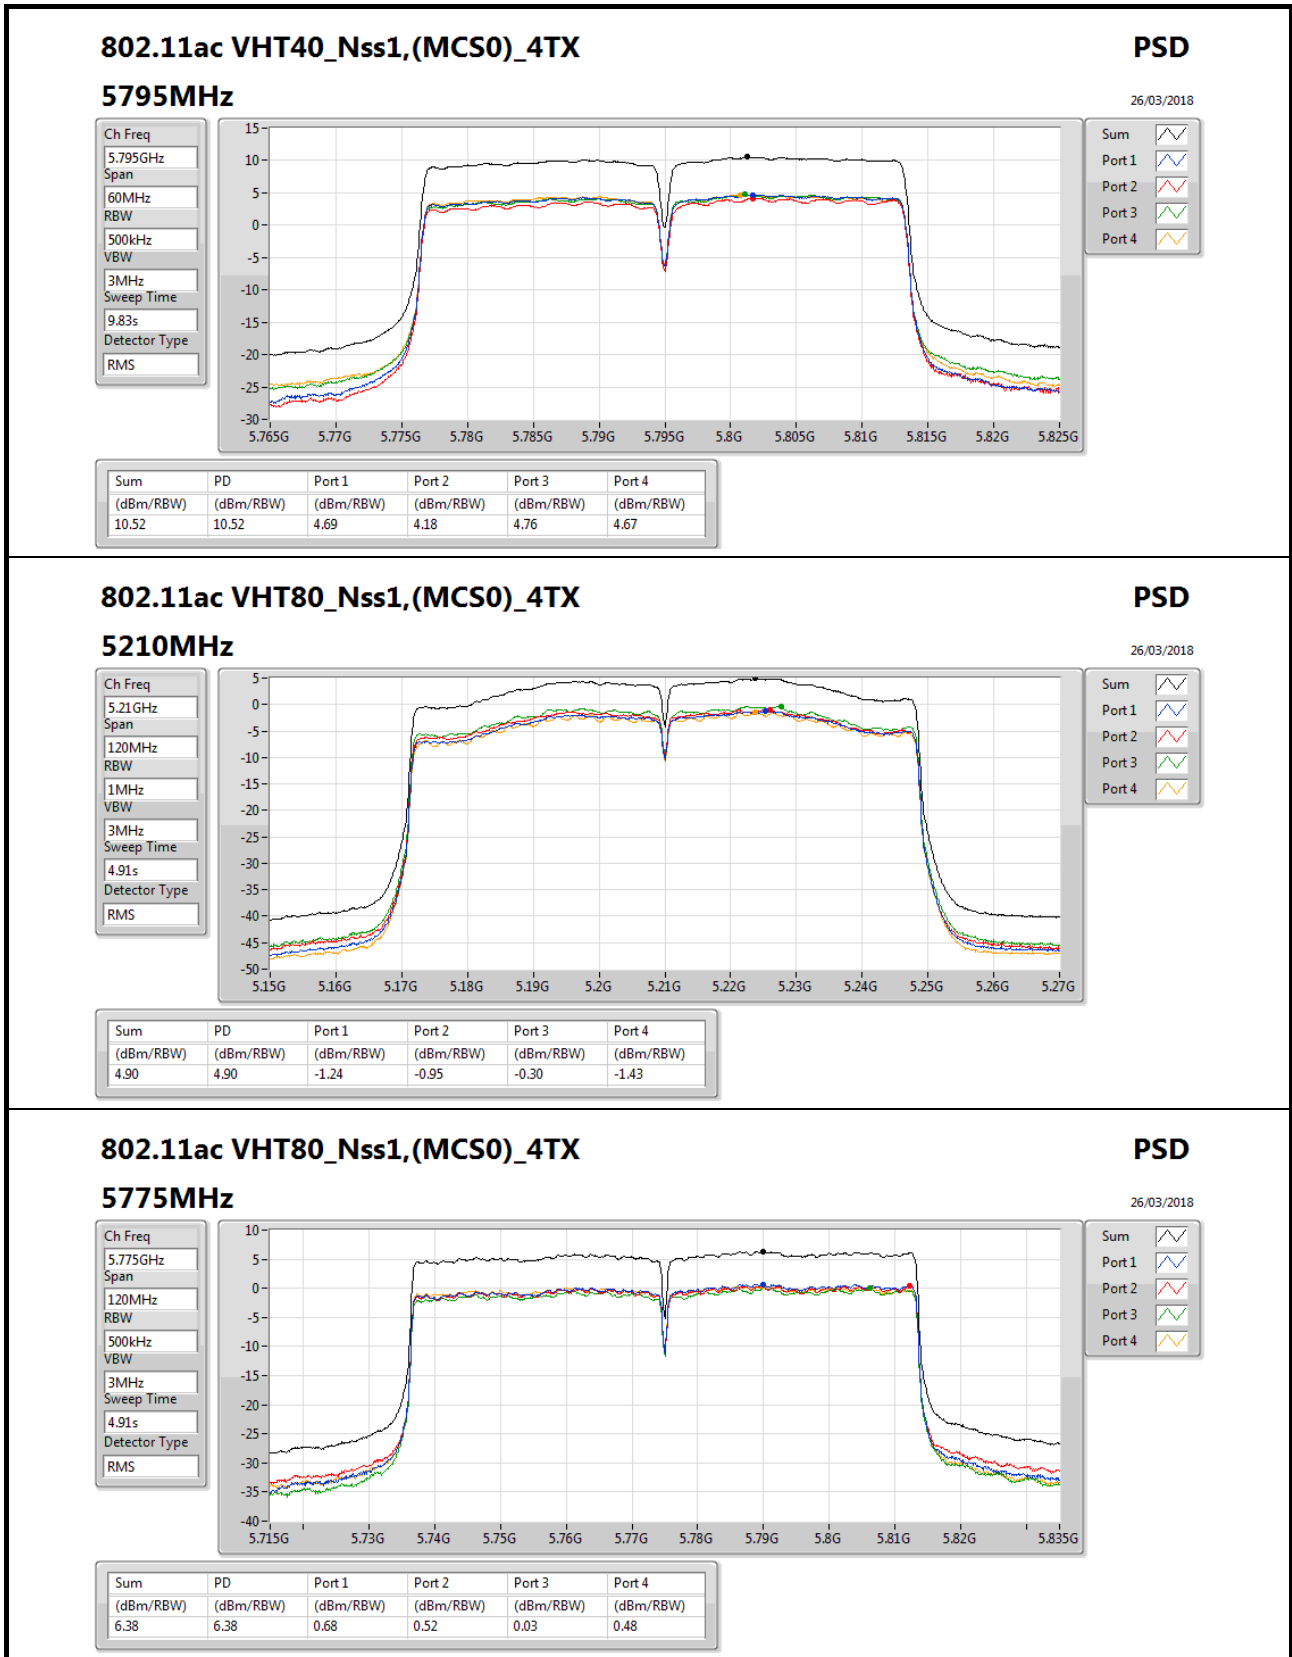 802.11ac VHT40_Nss1,(MCS0)_4TX PSD
5795MHz 26/03/2018
Ch Freq
5.795GHz
Span
60MHz
RBW
500kHz
VBW
3MHz
Sweep Time
9.83s
Detector Type
RMS
15
10
5
0
-5
-10
-15
-20
-25
-30
5.765G 5.77G 5.775G 5.78G 5.785G 5.79G 5.795G 5.8G 5.805G 5.81G 5.815G 5.82G 5.825G
Sum
Port 1
Port 2
Port 3
Port 4
Sum PD Port 1 Port 2 Port 3 Port 4
(dBm/RBW) (dBm/RBW) (dBm/RBW) (dBm/RBW) (dBm/RBW) (dBm/RBW)
10.52 10.52 4.69 4.18 4.76 4.67
802.11ac VHT80_Nss1,(MCS0)_4TX PSD
5210MHz 26/03/2018
Ch Freq
5.21GHz
Span
120MHz
RBW
1MHz
VBW
3MHz
Sweep Time
4.91s
Detector Type
RMS
5
0
-5
-10
-15
-20
-25
-30
-35
-40
-45
-50
5.15G 5.16G 5.17G 5.18G 5.19G 5.2G 5.21G 5.22G 5.23G 5.24G 5.25G 5.26G 5.27G
Sum
Port 1
Port 2
Port 3
Port 4
Sum PD Port 1 Port 2 Port 3 Port 4
(dBm/RBW) (dBm/RBW) (dBm/RBW) (dBm/RBW) (dBm/RBW) (dBm/RBW)
4.90 4.90 -1.24 -0.95 -0.30 -1.43
802.11ac VHT80_Nss1,(MCS0)_4TX PSD
5775MHz 26/03/2018
Ch Freq
5.775GHz
Span
120MHz
RBW
500kHz
VBW
3MHz
Sweep Time
4.91s
Detector Type
RMS
10
5
0
-5
-10
-15
-20
-25
-30
-35
-40
5.715G 5.73G 5.74G 5.75G 5.76G 5.77G 5.78G 5.79G 5.8G 5.81G 5.82G 5.835G
Sum
Port 1
Port 2
Port 3
Port 4
Sum PD Port 1 Port 2 Port 3 Port 4
(dBm/RBW) (dBm/RBW) (dBm/RBW) (dBm/RBW) (dBm/RBW) (dBm/RBW)
6.38 6.38 0.68 0.52 0.03 0.48